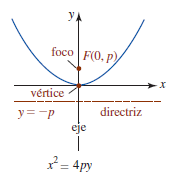 y
foco F(0, p)
x
vértice
y = −p directriz
eje
x² = 4py